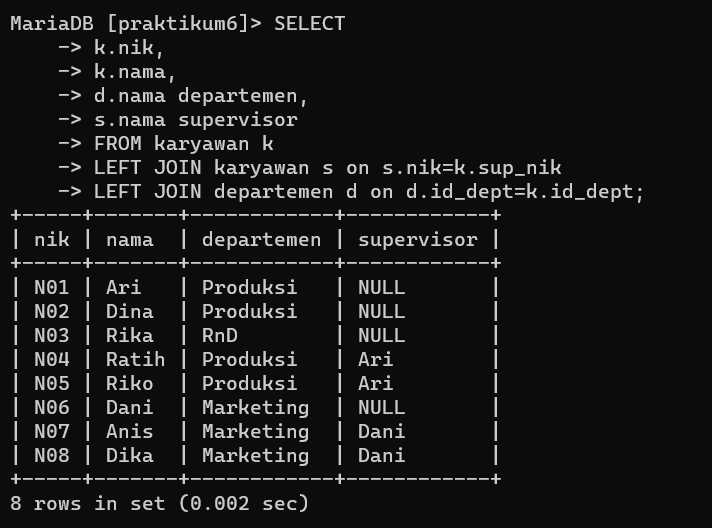 MariaDB [praktikum6]> SELECT
    -> k.nik,
    -> k.nama,
    -> d.nama departemen,
    -> s.nama supervisor
    -> FROM karyawan k
    -> LEFT JOIN karyawan s on s.nik=k.sup_nik
    -> LEFT JOIN departemen d on d.id_dept=k.id_dept;
+-----+-------+------------+------------+
| nik | nama  | departemen | supervisor |
+-----+-------+------------+------------+
| N01 | Ari   | Produksi   | NULL       |
| N02 | Dina  | Produksi   | NULL       |
| N03 | Rika  | RnD        | NULL       |
| N04 | Ratih | Produksi   | Ari        |
| N05 | Riko  | Produksi   | Ari        |
| N06 | Dani  | Marketing  | NULL       |
| N07 | Anis  | Marketing  | Dani       |
| N08 | Dika  | Marketing  | Dani       |
+-----+-------+------------+------------+
8 rows in set (0.002 sec)